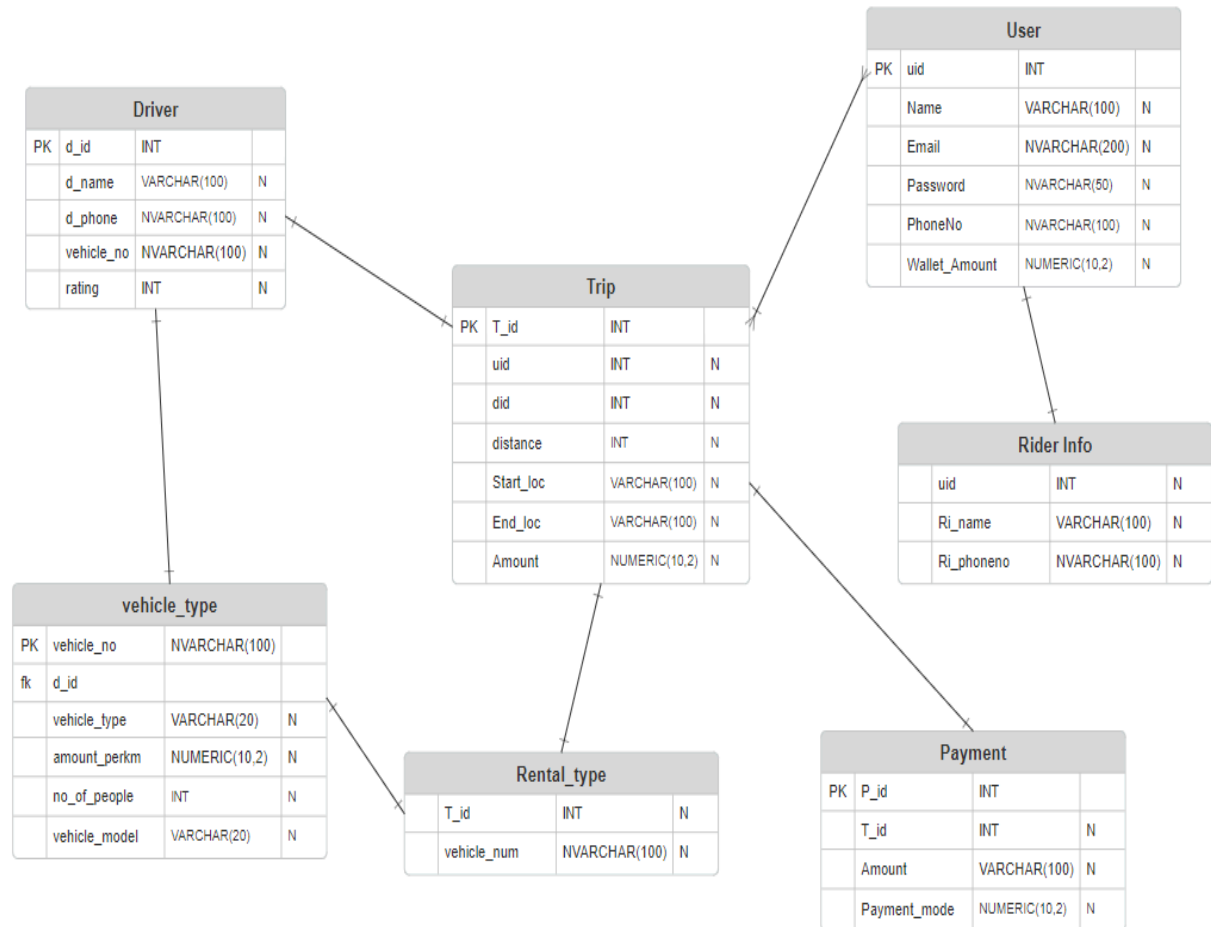 User
PK uid INT
Name VARCHAR(100) N
Email NVARCHAR(200) N
Password NVARCHAR(50) N
PhoneNo NVARCHAR(100) N
Wallet_Amount NUMERIC(10,2) N
Driver
PK d_id INT
d_name VARCHAR(100) N
d_phone NVARCHAR(100) N
vehicle_no NVARCHAR(100) N
rating INT N
Trip
PK T_id INT
uid INT N
did INT N
distance INT N
Start_loc VARCHAR(100) N
End_loc VARCHAR(100) N
Amount NUMERIC(10,2) N
Rider Info
uid INT N
Ri_name VARCHAR(100) N
Ri_phoneno NVARCHAR(100) N
vehicle_type
PK vehicle_no NVARCHAR(100)
fk d_id
vehicle_type VARCHAR(20) N
amount_perkm NUMERIC(10,2) N
no_of_people INT N
vehicle_model VARCHAR(20) N
Rental_type
T_id INT N
vehicle_num NVARCHAR(100) N
Payment
PK P_id INT
T_id INT N
Amount VARCHAR(100) N
Payment_mode NUMERIC(10,2) N